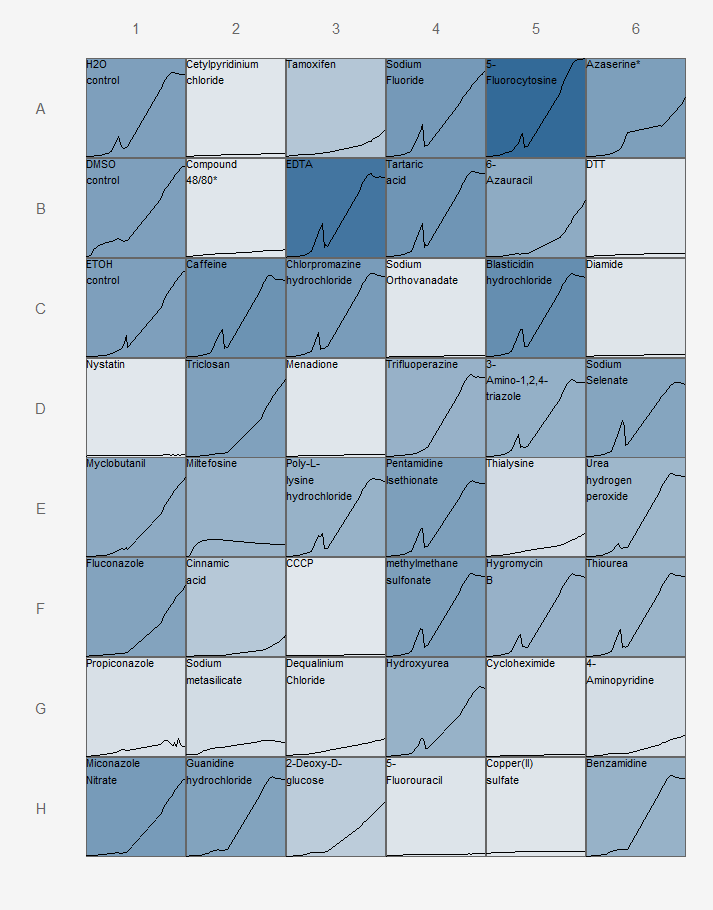 1 2 3 4 5 6
A
H2O control
Cetylpyridinium chloride
Tamoxifen
Sodium Fluoride
5-Fluorocytosine
Azaserine*
B
DMSO control
Compound 48/80*
EDTA
Tartaric acid
6-Azauracil
DTT
C
ETOH control
Caffeine
Chlorpromazine hydrochloride
Sodium Orthovanadate
Blasticidin hydrochloride
Diamide
D
Nystatin
Triclosan
Menadione
Trifluoperazine
3-Amino-1,2,4-triazole
Sodium Selenate
E
Myclobutanil
Miltefosine
Poly-L-lysine hydrochloride
Pentamidine Isethionate
Thialysine
Urea hydrogen peroxide
F
Fluconazole
Cinnamic acid
CCCP
methylmethane sulfonate
Hygromycin B
Thiourea
G
Propiconazole
Sodium metasilicate
Dequalinium Chloride
Hydroxyurea
Cycloheximide
4-Aminopyridine
H
Miconazole Nitrate
Guanidine hydrochloride
2-Deoxy-D-glucose
5-Fluorouracil
Copper(II) sulfate
Benzamidine